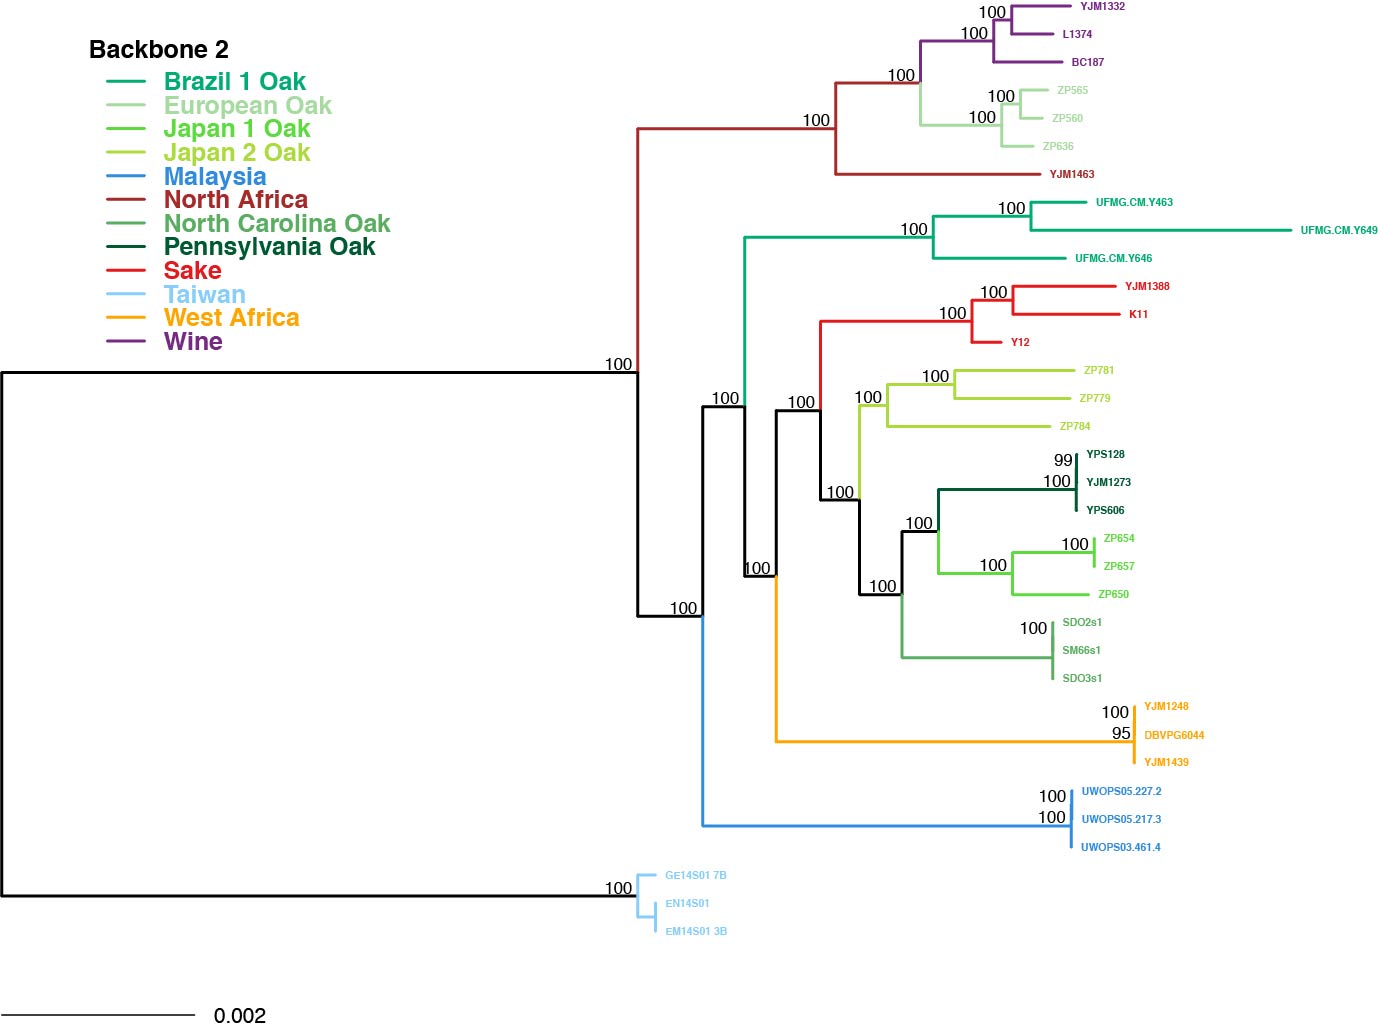 Backbone 2
Brazil 1 Oak
European Oak
Japan 1 Oak
Japan 2 Oak
Malaysia
North Africa
North Carolina Oak
Pennsylvania Oak
Sake
Taiwan
West Africa
Wine
100 YJM1332
100 L1374
BC187
100
100 ZP565
100 ZP560
ZP636
100
YJM1463
100 UFMG.CM.Y463
100 UFMG.CM.Y649
UFMG.CM.Y646
100 YJM1388
100 K11
Y12
100
100 ZP781
100 ZP779
100
100
ZP784
99 YPS128
100 YJM1273
100
YPS606
100
100 ZP654
100 ZP657
100
100
ZP650
100 SDO2s1
100
SM66s1
SDO3s1
100 YJM1248
95 DBVPG6044
YJM1439
100 UWOPS05.227.2
100 UWOPS05.217.3
UWOPS03.461.4
100 GE14S01 7B
EN14S01
EM14S01 3B
0.002